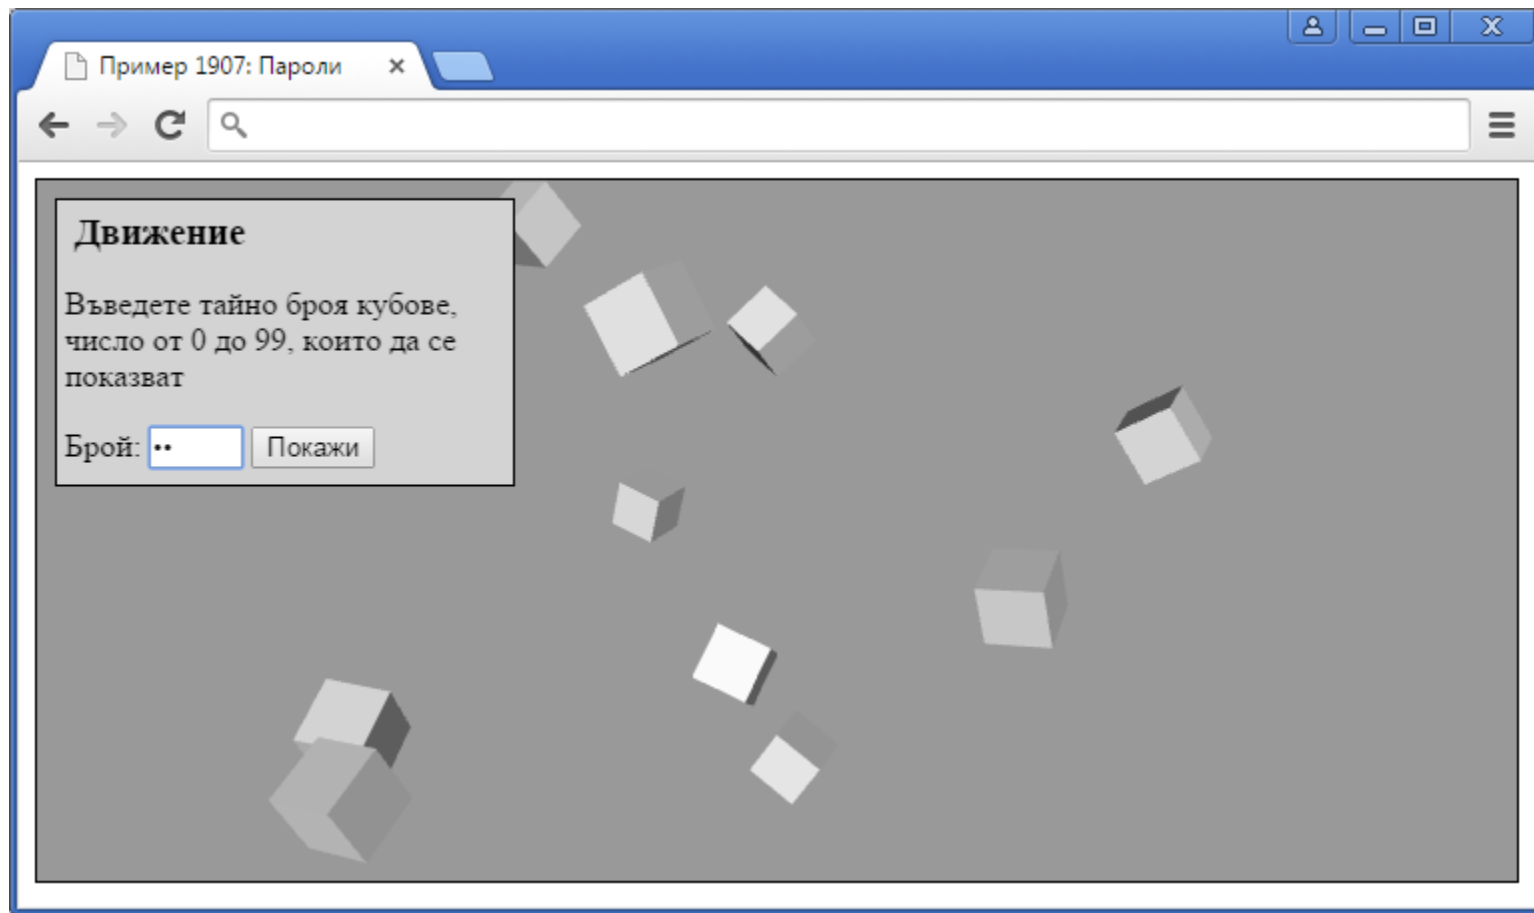 Пример 1907: Пароли
Движение
Въведете тайно броя кубове,
число от 0 до 99, които да се
показват
Брой: •• Покажи